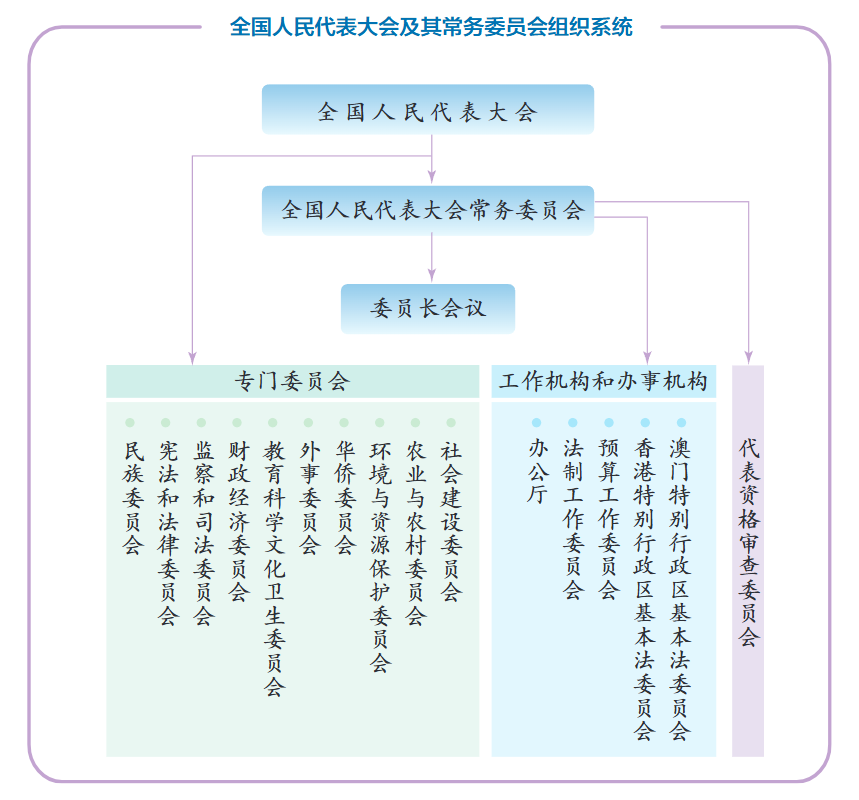 全国人民代表大会及其常务委员会组织系统
全国人民代表大会
全国人民代表大会常务委员会
委员长会议
专门委员会
民族委员会
宪法和法律委员会
监察和司法委员会
财政经济委员会
教育科学文化卫生委员会
外事委员会
华侨委员会
环境与资源保护委员会
农业与农村委员会
社会建设委员会
工作机构和办事机构
办公厅
法制工作委员会
预算工作委员会
香港特别行政区基本法委员会
澳门特别行政区基本法委员会
代表资格审查委员会